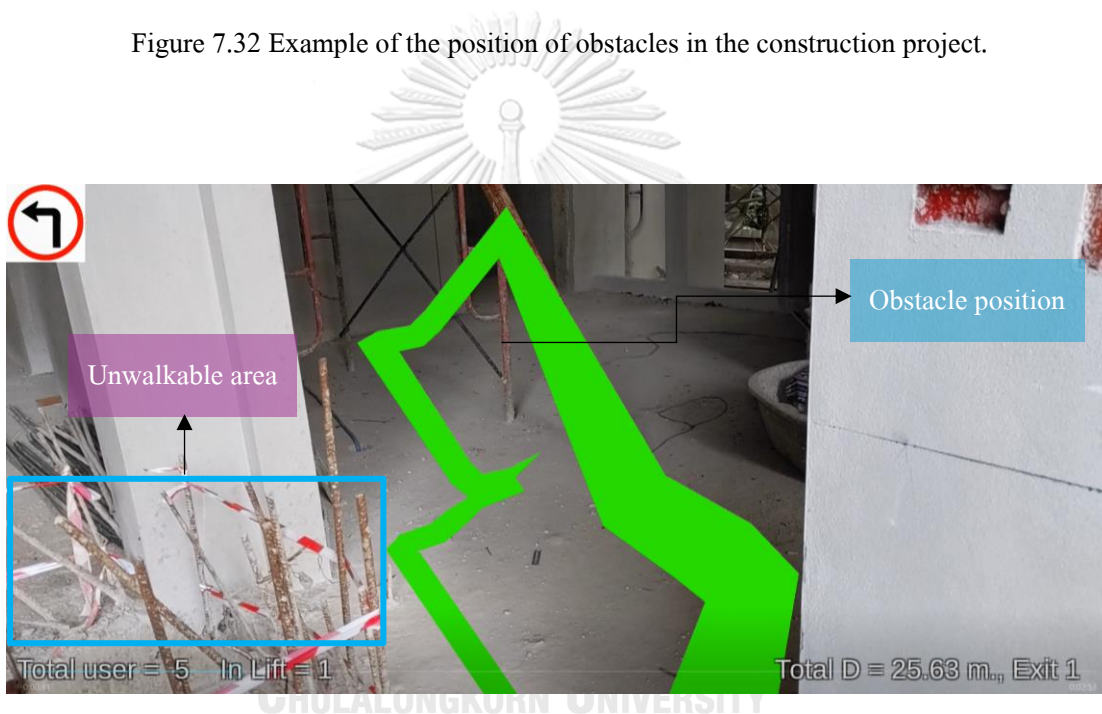 Figure 7.32 Example of the position of obstacles in the construction project.
Obstacle position
Unwalkable area
Total user = 5 In Lift = 1
Total D = 25.63 m., Exit 1
CHULALONGKORN UNIVERSITY